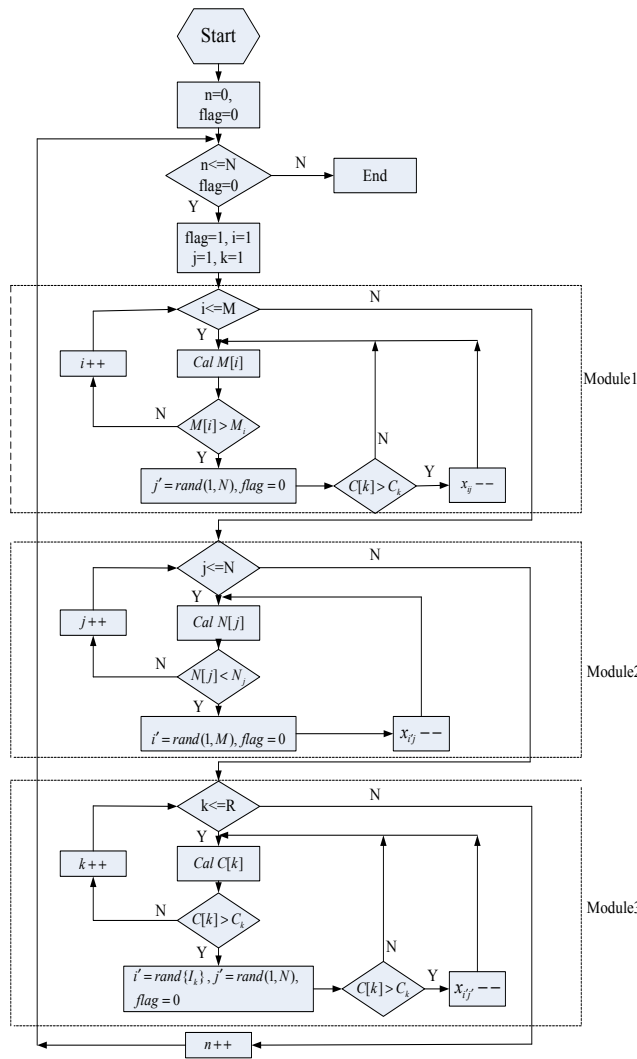 Start
n=0,
flag=0
n<=N
flag=0
N
End
Y
flag=1, i=1
j=1, k=1
i<=M
N
Y
i++
Cal M[i]
Module1
N
M[i]>M_i
Y
j'=rand(1,N), flag=0
C[k]>C_k
N
Y
x_ij --
j<=N
N
Y
j++
Cal N[j]
Module2
N
N[j]<N_j
Y
i'=rand(1,M), flag=0
x_i'j --
k<=R
N
Y
k++
Cal C[k]
N
C[k]>C_k
Module3
Y
N
i'=rand{I_k}, j'=rand(1,N),
flag=0
C[k]>C_k
Y
x_i'j' --
n++